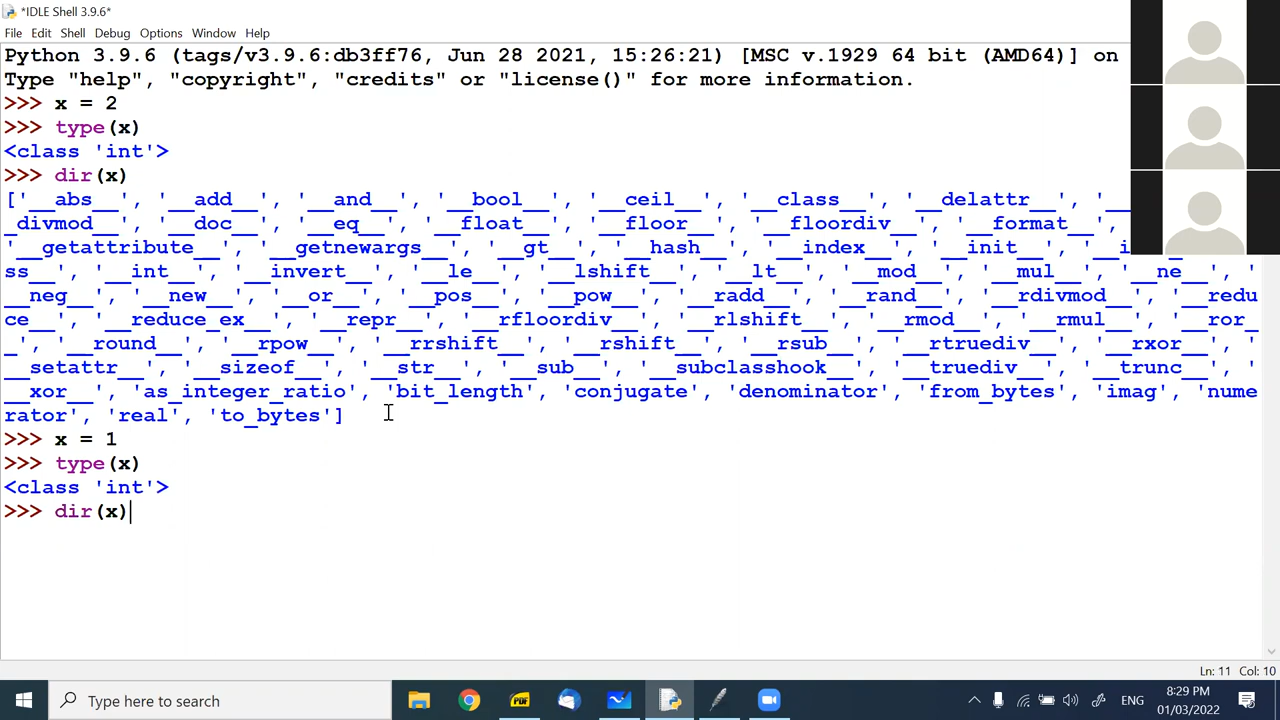 *IDLE Shell 3.9.6*
File Edit Shell Debug Options Window Help
Python 3.9.6 (tags/v3.9.6:db3ff76, Jun 28 2021, 15:26:21) [MSC v.1929 64 bit (AMD64)] on
Type "help", "copyright", "credits" or "license()" for more information.
>>> x = 2
>>> type(x)
<class 'int'>
>>> dir(x)
['__abs__', '__add__', '__and__', '__bool__', '__ceil__', '__class__', '__delattr__', '__
_divmod__', '__doc__', '__eq__', '__float__', '__floor__', '__floordiv__', '__format__',
'__getattribute__', '__getnewargs__', '__gt__', '__hash__', '__index__', '__init__', '__i
ss__', '__int__', '__invert__', '__le__', '__lshift__', '__lt__', '__mod__', '__mul__', '__ne__', '
__neg__', '__new__', '__or__', '__pos__', '__pow__', '__radd__', '__rand__', '__rdivmod__', '__redu
ce__', '__reduce_ex__', '__repr__', '__rfloordiv__', '__rlshift__', '__rmod__', '__rmul__', '__ror_
_', '__round__', '__rpow__', '__rrshift__', '__rshift__', '__rsub__', '__rtruediv__', '__rxor__', '
__setattr__', '__sizeof__', '__str__', '__sub__', '__subclasshook__', '__truediv__', '__trunc__', '
__xor__', 'as_integer_ratio', 'bit_length', 'conjugate', 'denominator', 'from_bytes', 'imag', 'nume
rator', 'real', 'to_bytes']
>>> x = 1
>>> type(x)
<class 'int'>
>>> dir(x)
Ln: 11 Col: 10
Type here to search
PDF
ENG
8:29 PM
01/03/2022